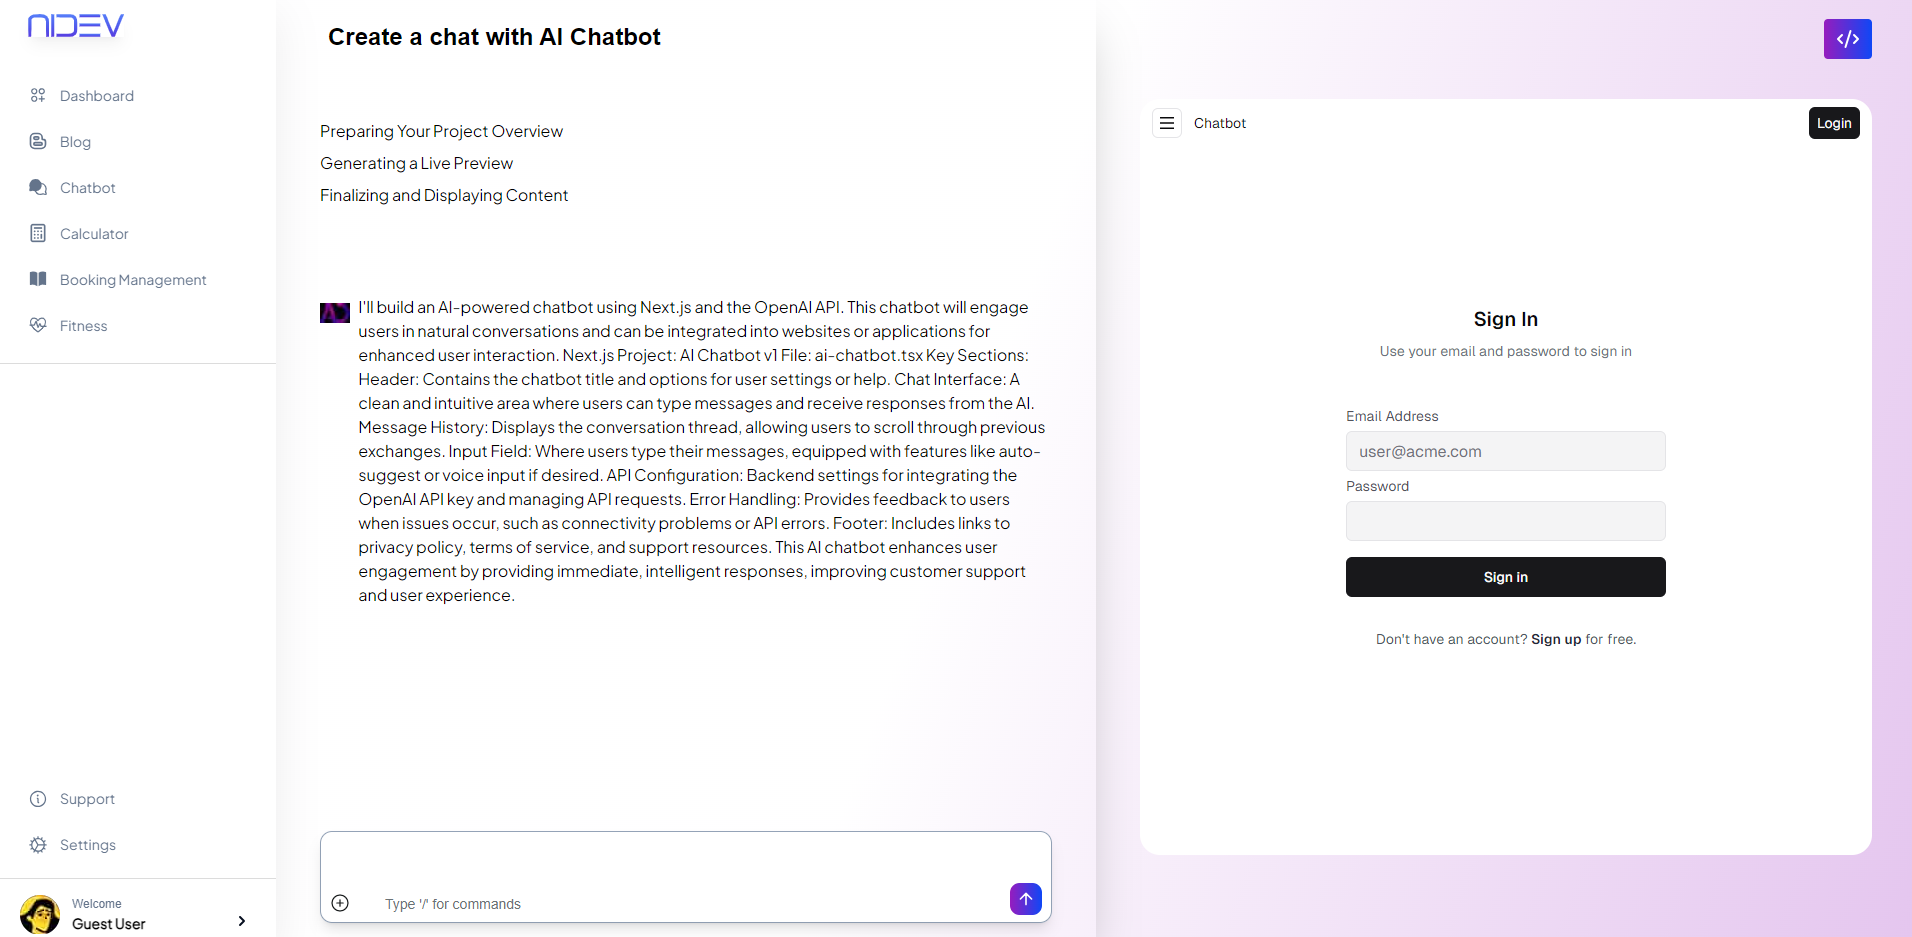 NIDEV
Dashboard
Blog
Chatbot
Calculator
Booking Management
Fitness
Support
Settings
Welcome
Guest User
Create a chat with AI Chatbot
Preparing Your Project Overview
Generating a Live Preview
Finalizing and Displaying Content
I'll build an AI-powered chatbot using Next.js and the OpenAI API. This chatbot will engage
users in natural conversations and can be integrated into websites or applications for
enhanced user interaction. Next.js Project: AI Chatbot v1 File: ai-chatbot.tsx Key Sections:
Header: Contains the chatbot title and options for user settings or help. Chat Interface: A
clean and intuitive area where users can type messages and receive responses from the AI.
Message History: Displays the conversation thread, allowing users to scroll through previous
exchanges. Input Field: Where users type their messages, equipped with features like auto-
suggest or voice input if desired. API Configuration: Backend settings for integrating the
OpenAI API key and managing API requests. Error Handling: Provides feedback to users
when issues occur, such as connectivity problems or API errors. Footer: Includes links to
privacy policy, terms of service, and support resources. This AI chatbot enhances user
engagement by providing immediate, intelligent responses, improving customer support
and user experience.
Type '/' for commands
</>
Chatbot
Login
Sign In
Use your email and password to sign in
Email Address
user@acme.com
Password
Sign in
Don't have an account? Sign up for free.